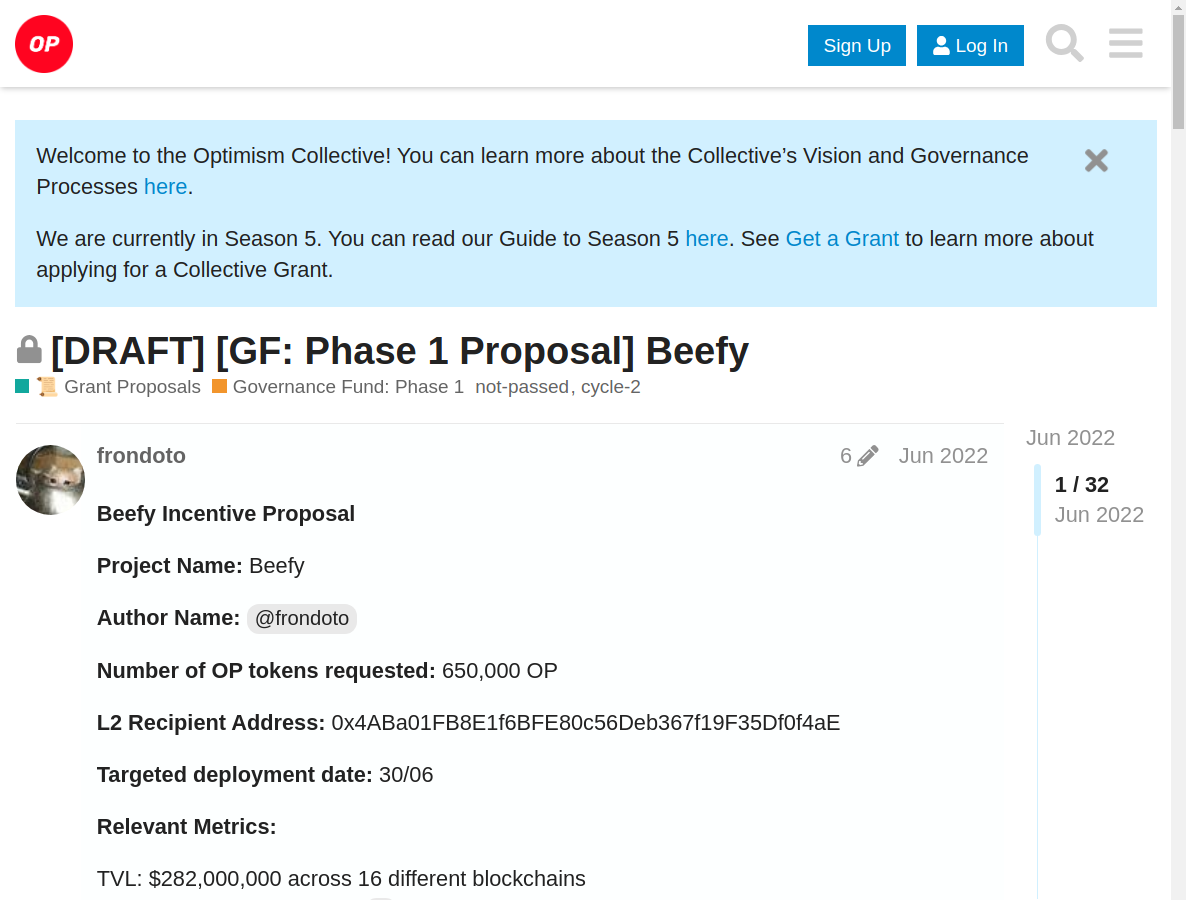 OP
Sign Up
Log In
Welcome to the Optimism Collective! You can learn more about the Collective’s Vision and Governance
Processes here.
We are currently in Season 5. You can read our Guide to Season 5 here. See Get a Grant to learn more about
applying for a Collective Grant.
[DRAFT] [GF: Phase 1 Proposal] Beefy
Grant Proposals Governance Fund: Phase 1 not-passed, cycle-2
frondoto 6 Jun 2022
Jun 2022
1 / 32
Jun 2022
Beefy Incentive Proposal
Project Name: Beefy
Author Name: @frondoto
Number of OP tokens requested: 650,000 OP
L2 Recipient Address: 0x4ABa01FB8E1f6BFE80c56Deb367f19F35Df0f4aE
Targeted deployment date: 30/06
Relevant Metrics:
TVL: $282,000,000 across 16 different blockchains